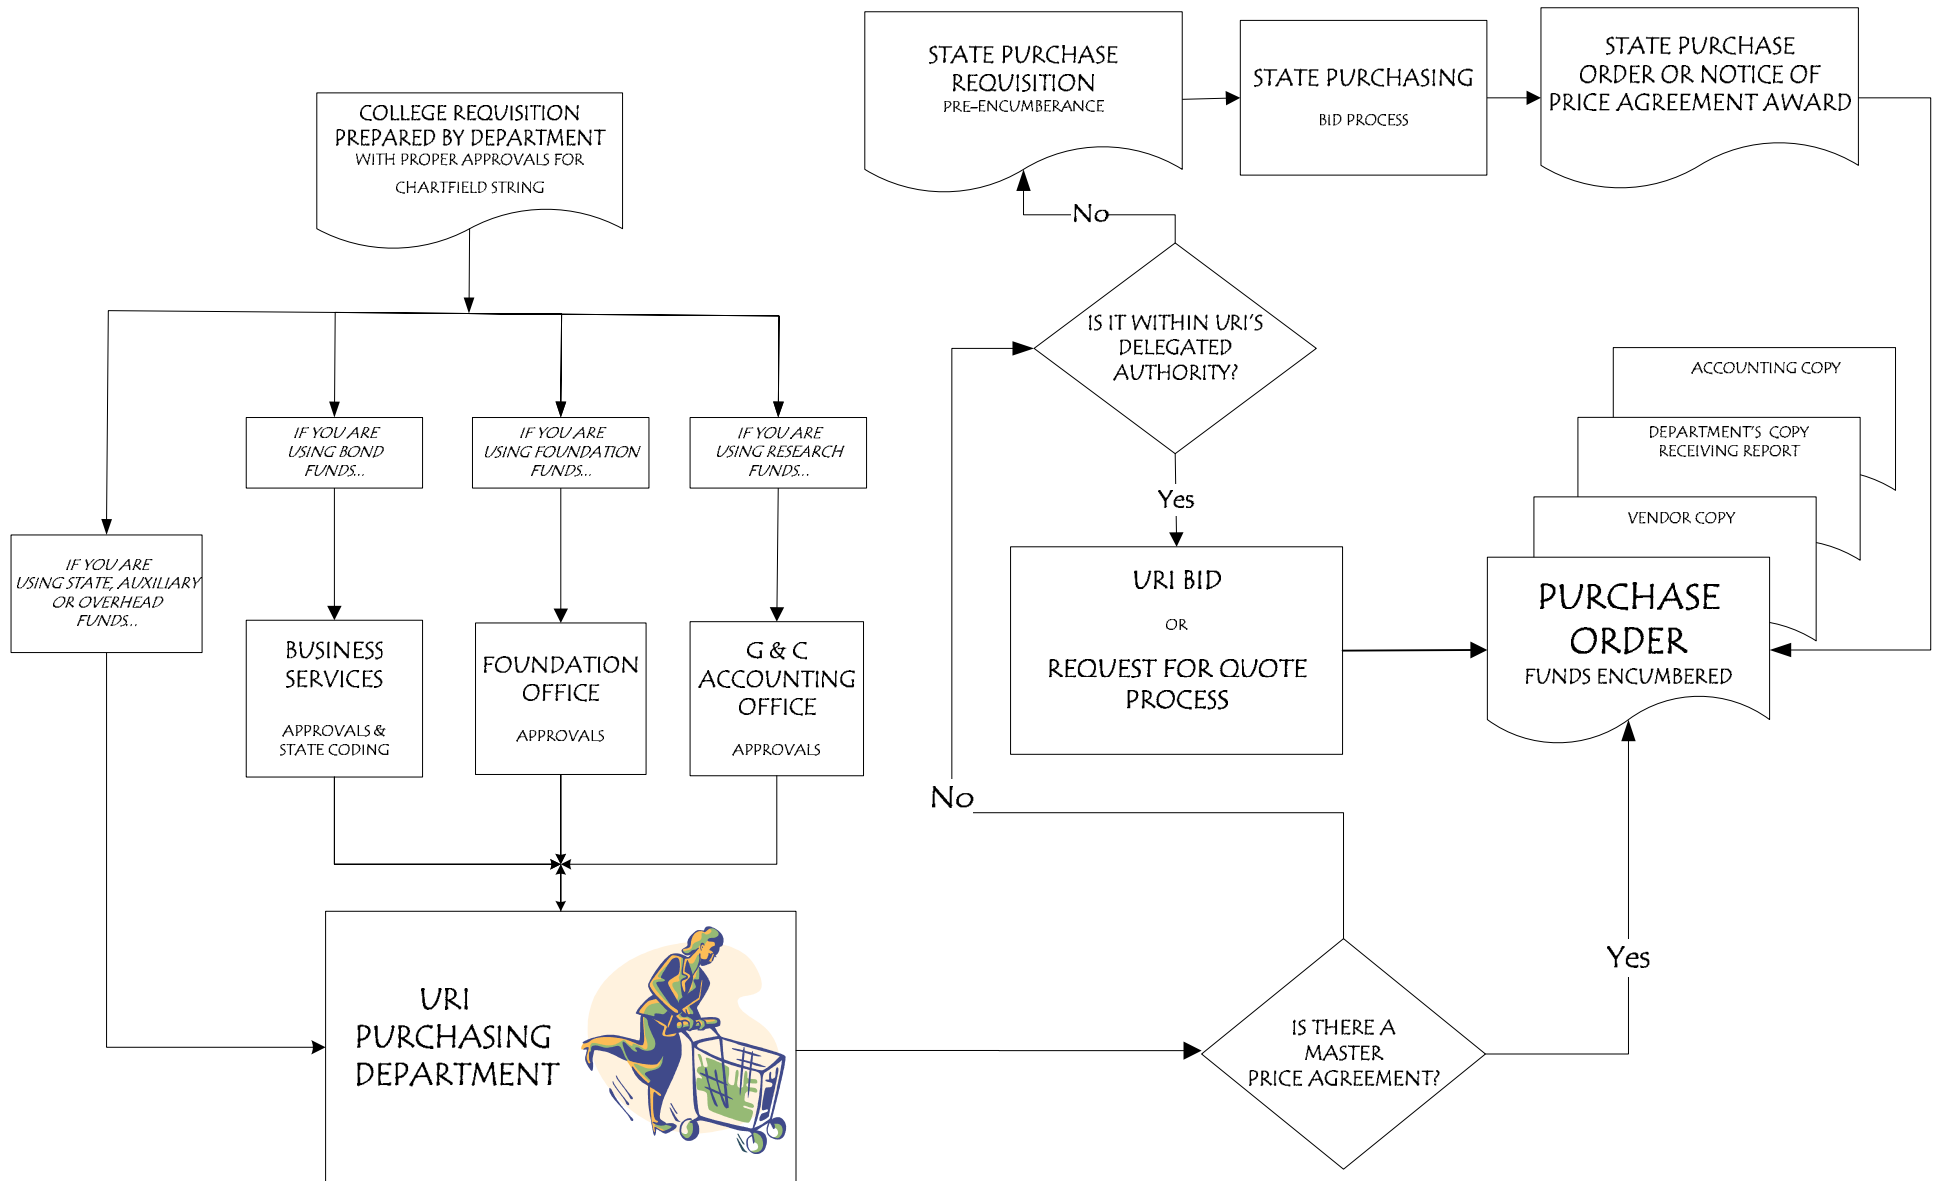 COLLEGE REQUISITION
PREPARED BY DEPARTMENT
WITH PROPER APPROVALS FOR
CHARTFIELD STRING
IF YOU ARE
USING STATE, AUXILIARY
OR OVERHEAD
FUNDS...
IF YOU ARE
USING BOND
FUNDS...
IF YOU ARE
USING FOUNDATION
FUNDS...
IF YOU ARE
USING RESEARCH
FUNDS...
BUSINESS
SERVICES
APPROVALS &
STATE CODING
FOUNDATION
OFFICE
APPROVALS
G & C
ACCOUNTING
OFFICE
APPROVALS
URI
PURCHASING
DEPARTMENT
IS THERE A
MASTER
PRICE AGREEMENT?
No
Yes
IS IT WITHIN URI'S
DELEGATED
AUTHORITY?
No
Yes
STATE PURCHASE
REQUISITION
PRE-ENCUMBERANCE
STATE PURCHASING
BID PROCESS
STATE PURCHASE
ORDER OR NOTICE OF
PRICE AGREEMENT AWARD
URI BID
OR
REQUEST FOR QUOTE
PROCESS
ACCOUNTING COPY
DEPARTMENT'S COPY
RECEIVING REPORT
VENDOR COPY
PURCHASE
ORDER
FUNDS ENCUMBERED